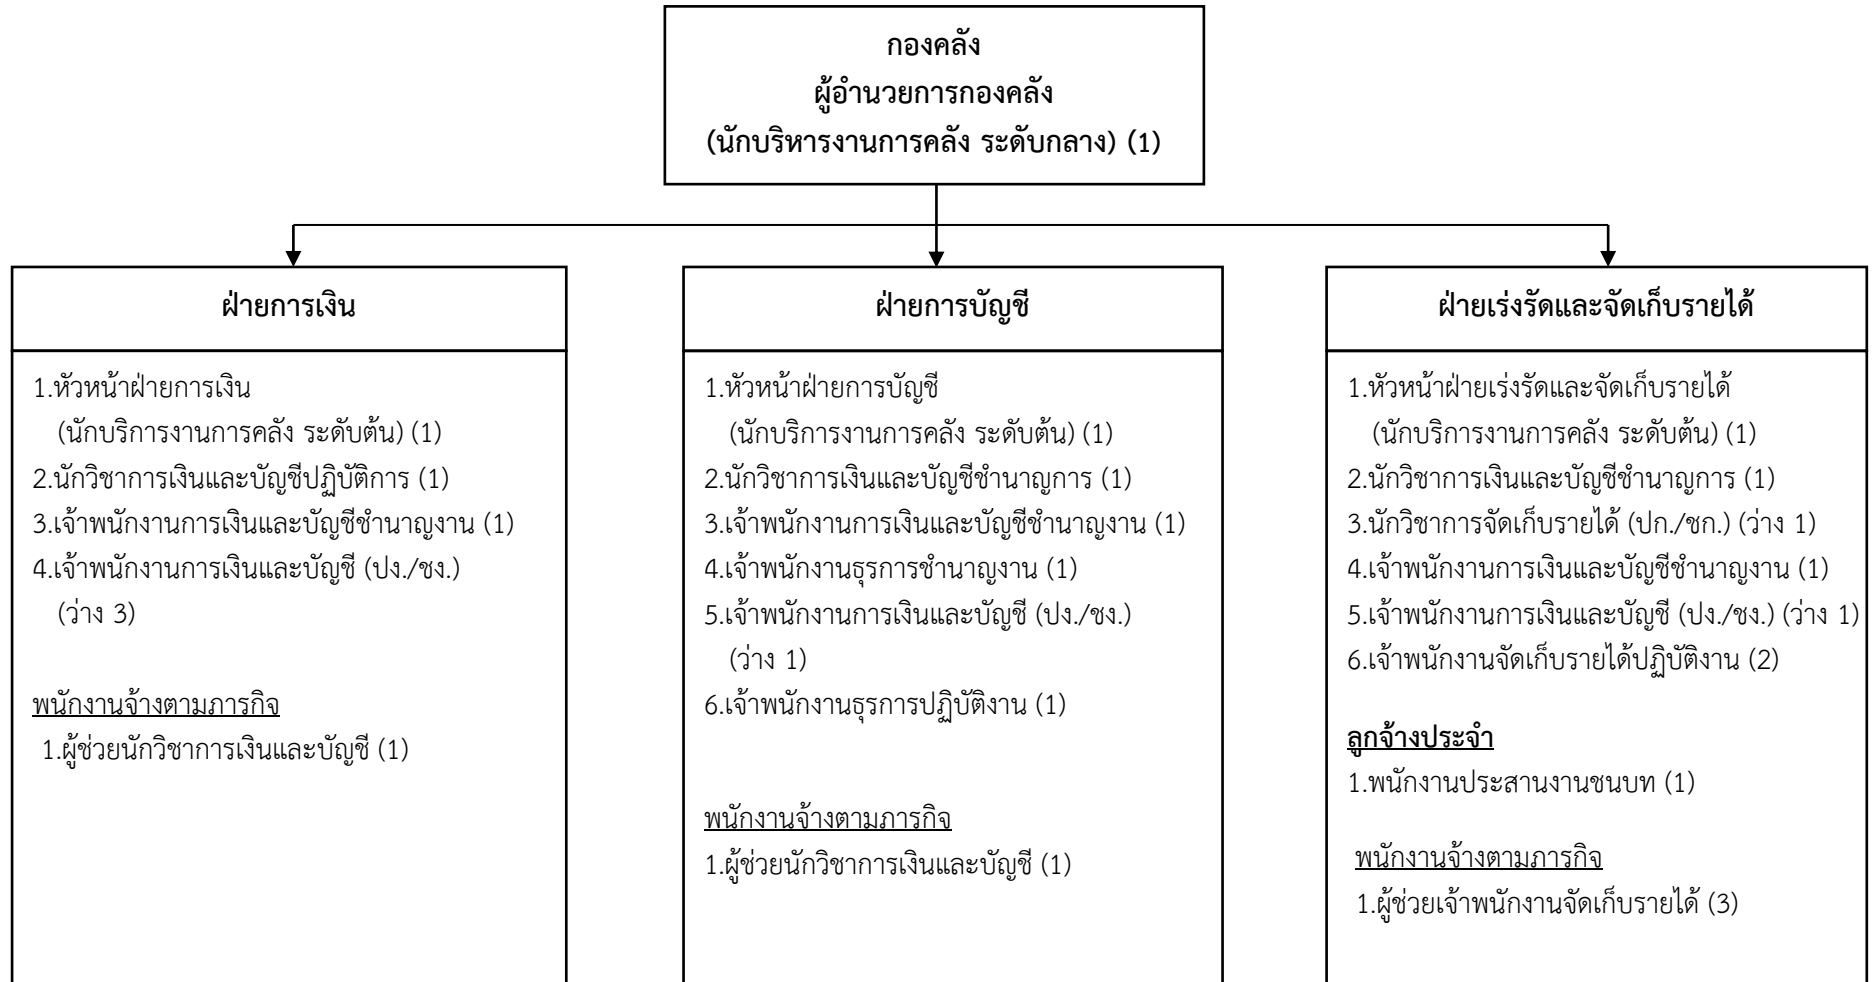 กองคลัง
ผู้อำนวยการกองคลัง
(นักบริหารงานการคลัง ระดับกลาง) (1)
ฝ่ายการเงิน
1.หัวหน้าฝ่ายการเงิน
(นักบริการงานการคลัง ระดับต้น) (1)
2.นักวิชาการเงินและบัญชีปฏิบัติการ (1)
3.เจ้าพนักงานการเงินและบัญชีชำนาญงาน (1)
4.เจ้าพนักงานการเงินและบัญชี (ปง./ชง.)
(ว่าง 3)
พนักงานจ้างตามภารกิจ
1.ผู้ช่วยนักวิชาการเงินและบัญชี (1)
ฝ่ายการบัญชี
1.หัวหน้าฝ่ายการบัญชี
(นักบริการงานการคลัง ระดับต้น) (1)
2.นักวิชาการเงินและบัญชีชำนาญการ (1)
3.เจ้าพนักงานการเงินและบัญชีชำนาญงาน (1)
4.เจ้าพนักงานธุรการชำนาญงาน (1)
5.เจ้าพนักงานการเงินและบัญชี (ปง./ชง.)
(ว่าง 1)
6.เจ้าพนักงานธุรการปฏิบัติงาน (1)
พนักงานจ้างตามภารกิจ
1.ผู้ช่วยนักวิชาการเงินและบัญชี (1)
ฝ่ายเร่งรัดและจัดเก็บรายได้
1.หัวหน้าฝ่ายเร่งรัดและจัดเก็บรายได้
(นักบริการงานการคลัง ระดับต้น) (1)
2.นักวิชาการเงินและบัญชีชำนาญการ (1)
3.นักวิชาการจัดเก็บรายได้ (ปก./ชก.) (ว่าง 1)
4.เจ้าพนักงานการเงินและบัญชีชำนาญงาน (1)
5.เจ้าพนักงานการเงินและบัญชี (ปง./ชง.) (ว่าง 1)
6.เจ้าพนักงานจัดเก็บรายได้ปฏิบัติงาน (2)
ลูกจ้างประจำ
1.พนักงานประสานงานชนบท (1)
พนักงานจ้างตามภารกิจ
1.ผู้ช่วยเจ้าพนักงานจัดเก็บรายได้ (3)